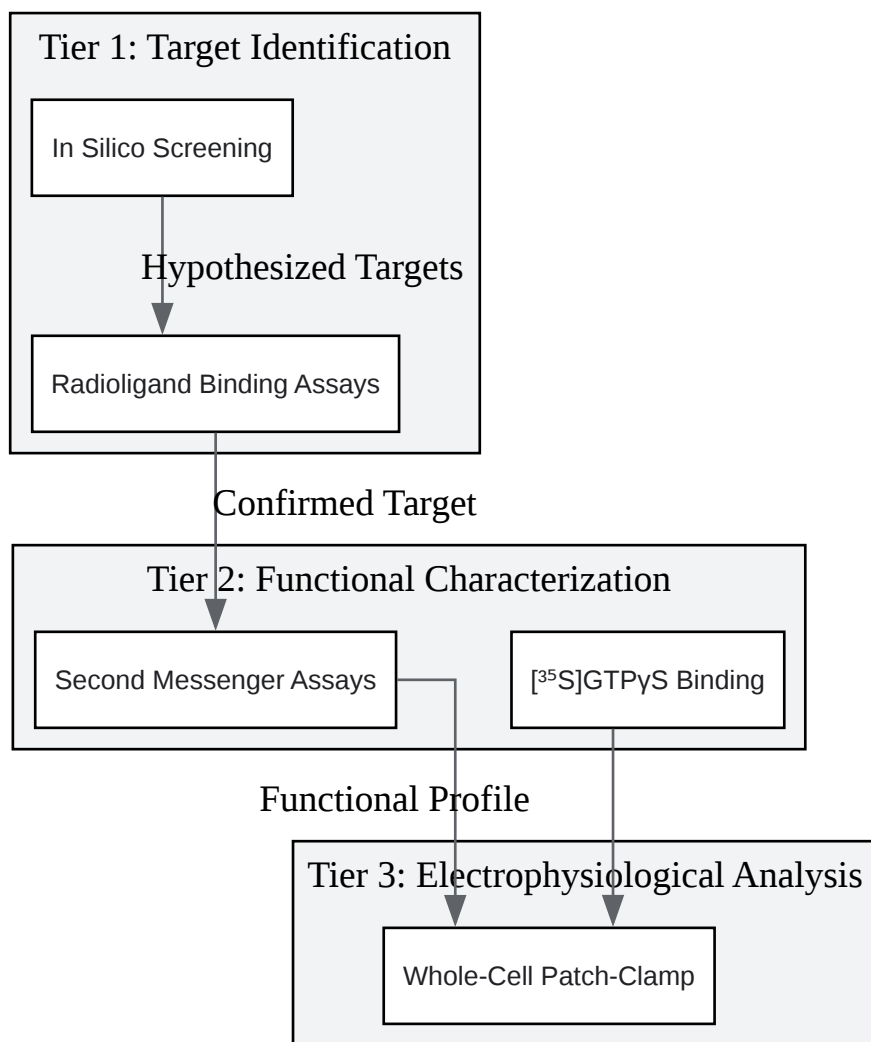 Tier 1: Target Identification
In Silico Screening
Hypothesized Targets
Radioligand Binding Assays
Confirmed Target
Tier 2: Functional Characterization
Second Messenger Assays
[³⁵S]GTPγS Binding
Functional Profile
Tier 3: Electrophysiological Analysis
Whole-Cell Patch-Clamp